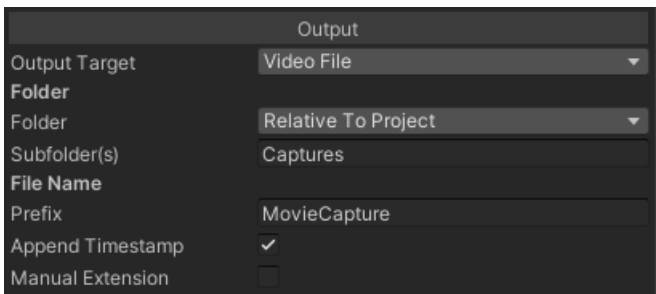 Output
Output Target Video File
Folder
Folder Relative To Project
Subfolder(s) Captures
File Name
Prefix MovieCapture
Append Timestamp
Manual Extension